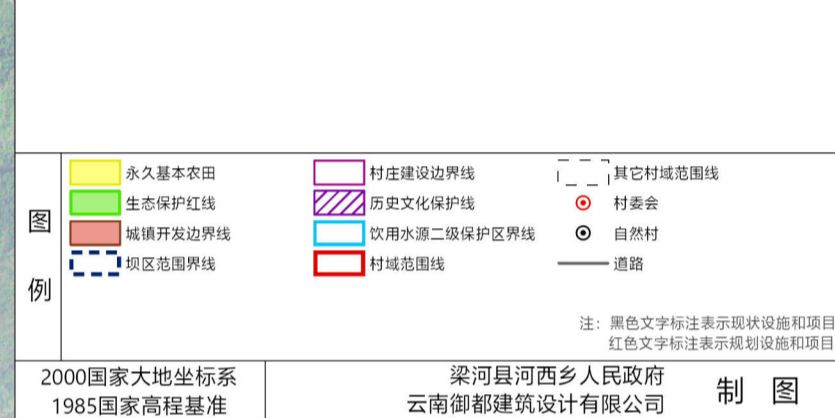 图例
永久基本农田
生态保护红线
城镇开发边界线
坝区范围界线
村庄建设边界线
历史文化保护线
饮用水源二级保护区界线
村域范围线
其它村域范围线
村委会
自然村
道路
注：黑色文字标注表示现状设施和项目
红色文字标注表示规划设施和项目
2000国家大地坐标系
1985国家高程基准
梁河县河西乡人民政府
云南御都建筑设计有限公司
制 图